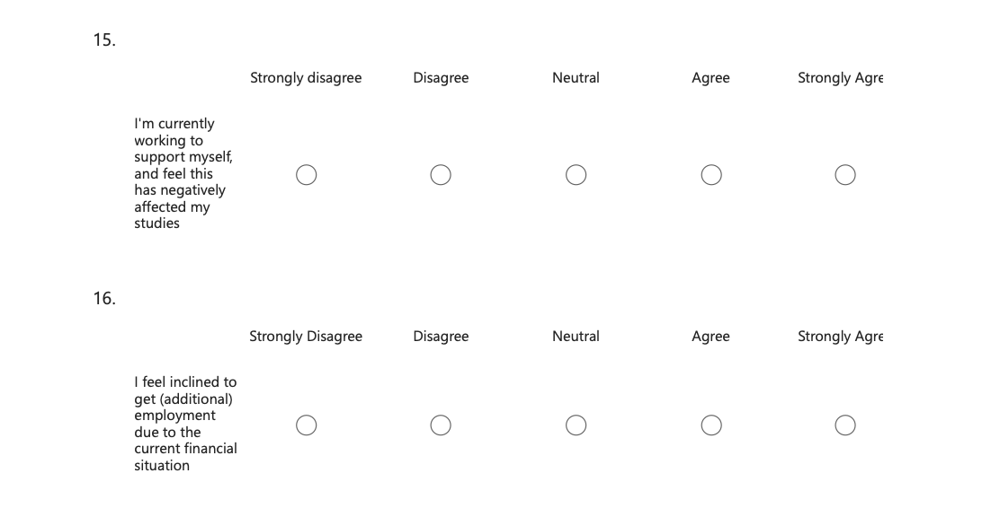 15.
Strongly disagree Disagree Neutral Agree Strongly Agre
I'm currently
working to
support myself,
and feel this
has negatively
affected my
studies
16.
Strongly Disagree Disagree Neutral Agree Strongly Agre
I feel inclined to
get (additional)
employment
due to the
current financial
situation